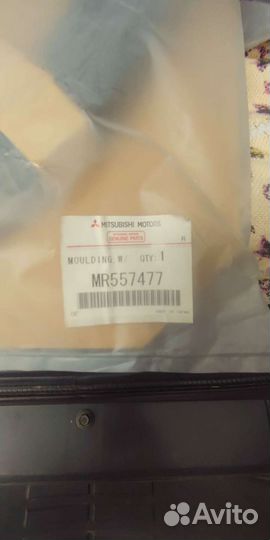 MITSUBISHI MOTORS
GENUINE PARTS
R
MOULDING,W/ QTY:1
MR557477
Avito